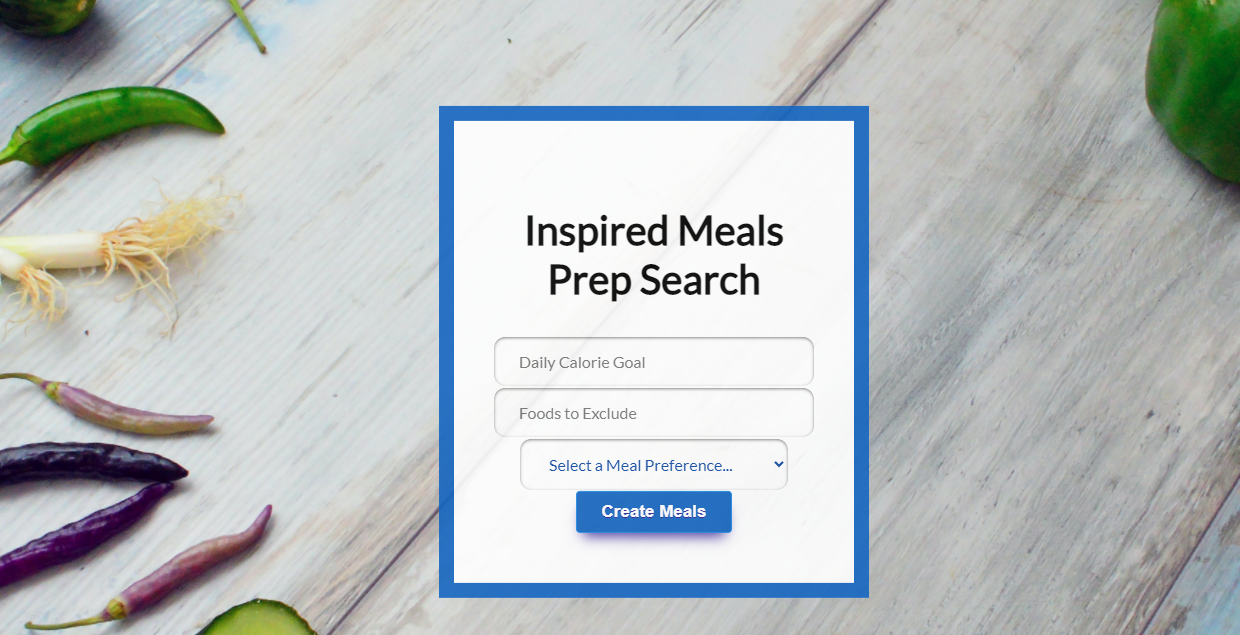 Inspired Meals
Prep Search
Daily Calorie Goal
Foods to Exclude
Select a Meal Preference...
Create Meals